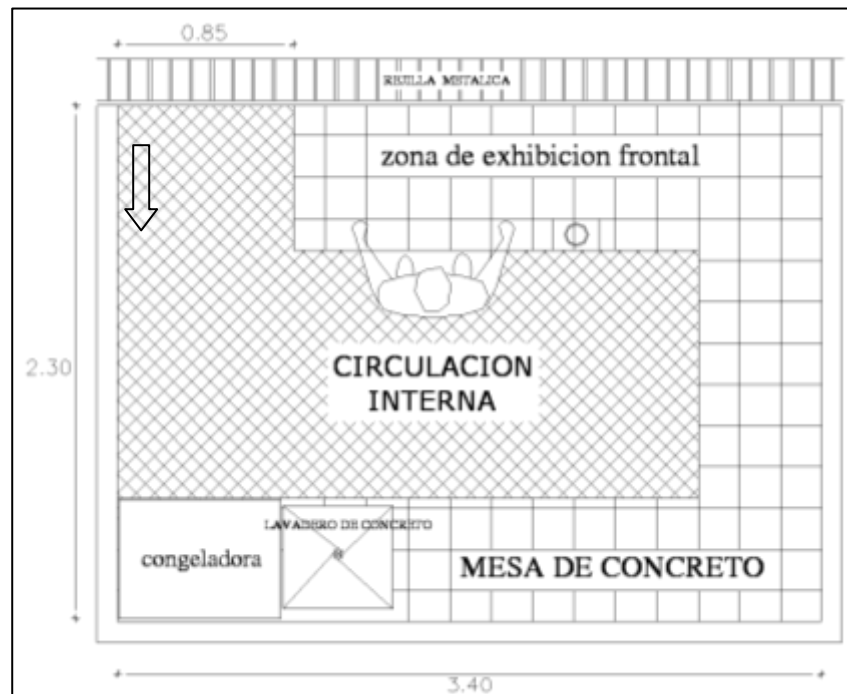 0.85
REJILLA METALICA
zona de exhibicion frontal
2.30
CIRCULACION
INTERNA
LAVADERO DE CONCRETO
congeladora
MESA DE CONCRETO
3.40